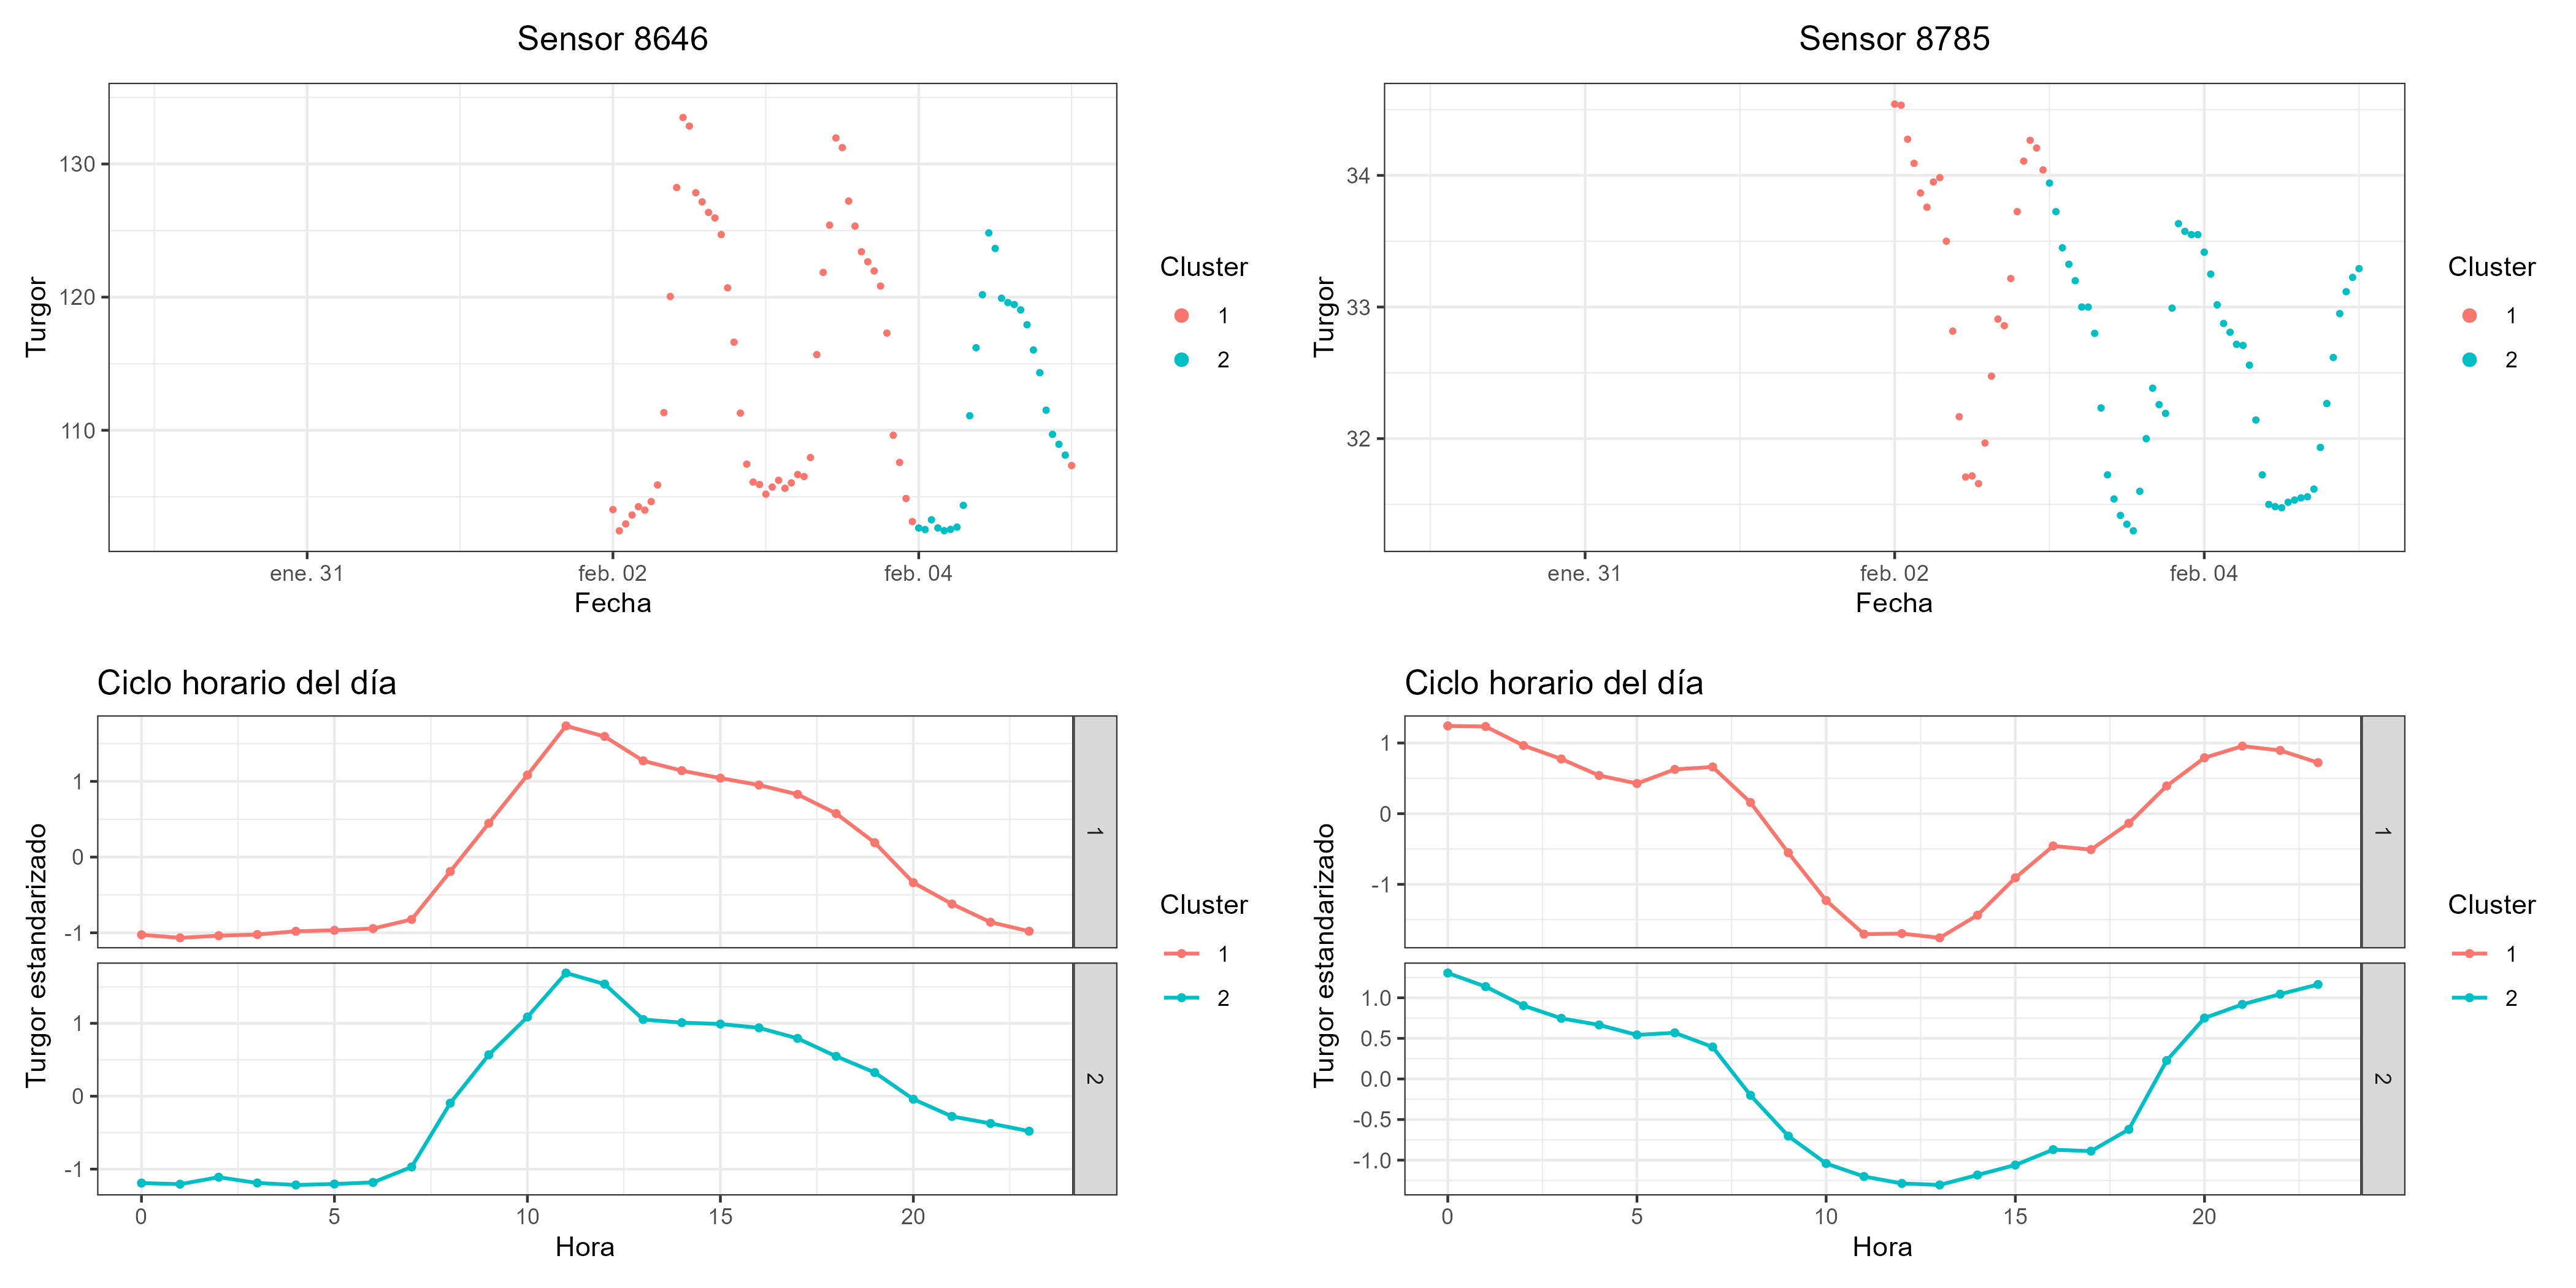 Sensor 8646
Turgor
130
120
110
ene. 31
feb. 02
feb. 04
Fecha
Cluster
1
2
Sensor 8785
Turgor
34
33
32
ene. 31
feb. 02
feb. 04
Fecha
Cluster
1
2
Ciclo horario del día
Turgor estandarizado
1
0
-1
1
1
0
-1
2
0
5
10
15
20
Hora
Cluster
1
2
Ciclo horario del día
Turgor estandarizado
1
0
-1
1
1.0
0.5
0.0
-0.5
-1.0
2
0
5
10
15
20
Hora
Cluster
1
2